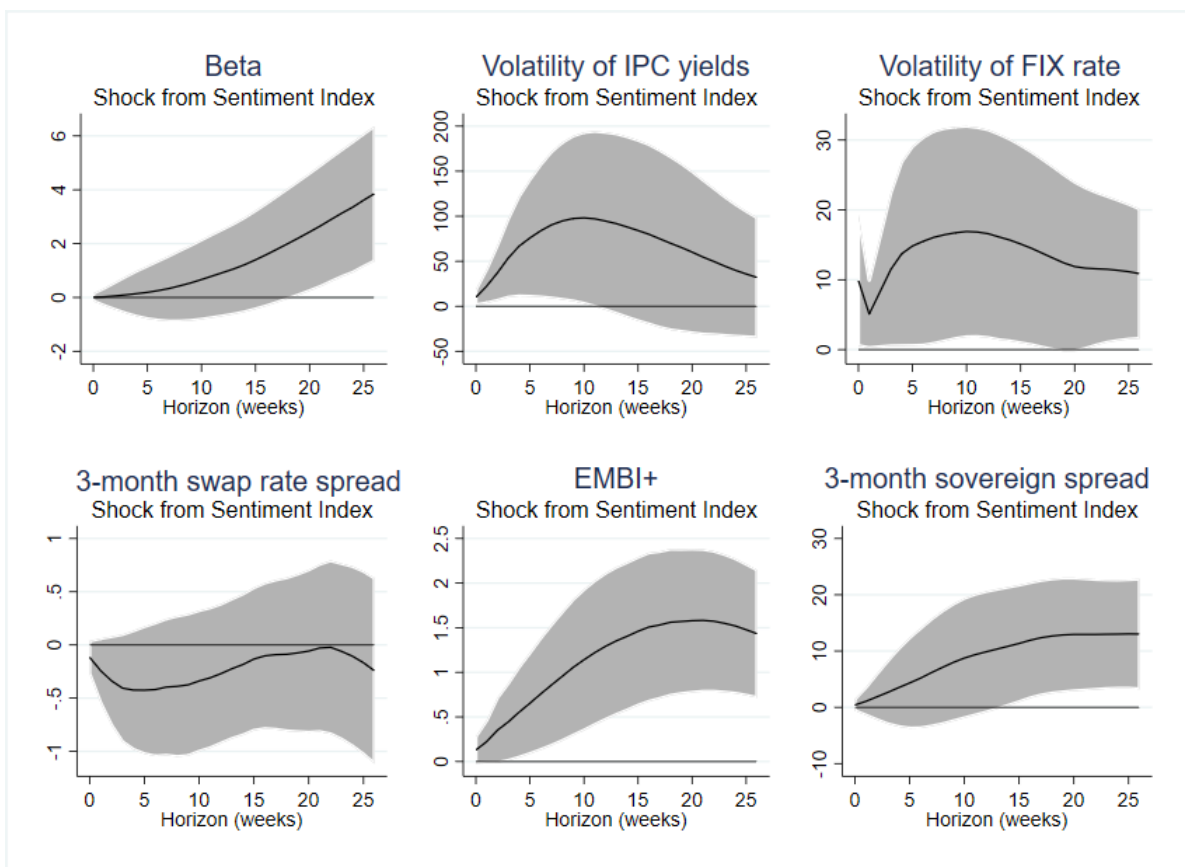 Beta
Shock from Sentiment Index
6
4
2
0
-2
0 5 10 15 20 25
Horizon (weeks)
Volatility of IPC yields
Shock from Sentiment Index
200
150
100
50
0
-50
0 5 10 15 20 25
Horizon (weeks)
Volatility of FIX rate
Shock from Sentiment Index
30
20
10
0
0 5 10 15 20 25
Horizon (weeks)
3-month swap rate spread
Shock from Sentiment Index
1
.5
0
-.5
-1
0 5 10 15 20 25
Horizon (weeks)
EMBI+
Shock from Sentiment Index
2.5
2
1.5
1
.5
0
0 5 10 15 20 25
Horizon (weeks)
3-month sovereign spread
Shock from Sentiment Index
30
20
10
0
-10
0 5 10 15 20 25
Horizon (weeks)